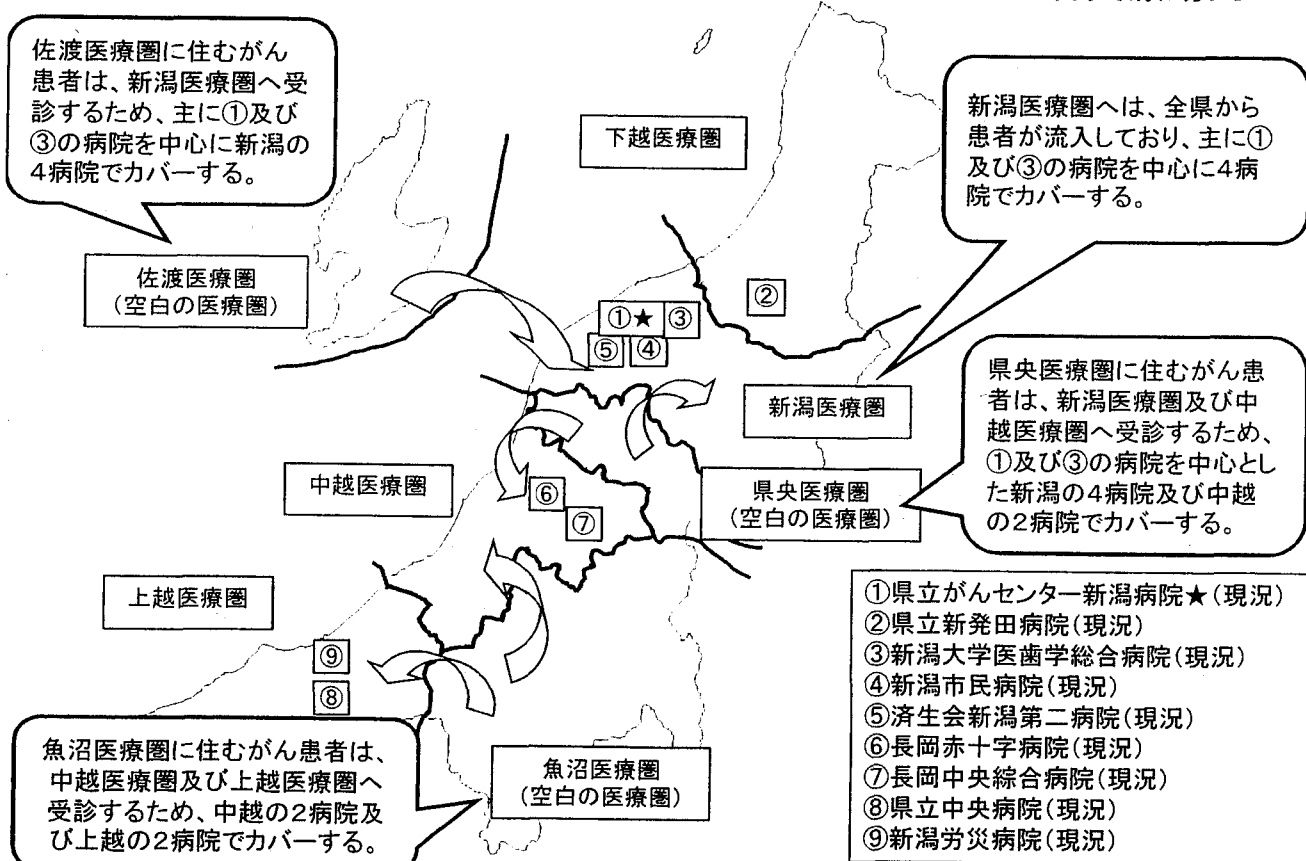 佐渡医療圏に住むがん
患者は、新潟医療圏へ受
診するため、主に①及び
③の病院を中心に新潟の
4病院でカバーする。
下越医療圏
新潟医療圏へは、全県から
患者が流入しており、主に①
及び③の病院を中心に4病
院でカバーする。
佐渡医療圏
(空白の医療圏)
②
①★
③
⑤
④
新潟医療圏
県央医療圏に住むがん患
者は、新潟医療圏及び中
越医療圏へ受診するため、
①及び③の病院を中心とし
た新潟の4病院及び中越
の2病院でカバーする。
中越医療圏
⑥
⑦
県央医療圏
(空白の医療圏)
上越医療圏
⑨
⑧
魚沼医療圏に住むがん患者は、
中越医療圏及び上越医療圏へ
受診するため、中越の2病院及
び上越の2病院でカバーする。
魚沼医療圏
(空白の医療圏)
①県立がんセンター新潟病院★(現況)
②県立新発田病院(現況)
③新潟大学医歯学総合病院(現況)
④新潟市民病院(現況)
⑤済生会新潟第二病院(現況)
⑥長岡赤十字病院(現況)
⑦長岡中央綜合病院(現況)
⑧県立中央病院(現況)
⑨新潟労災病院(現況)